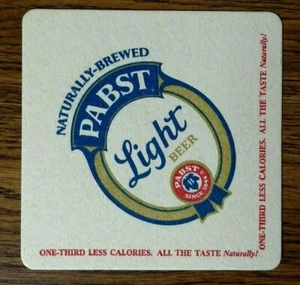 NATURALLY-BREWED
PABST
Light
BEER
PABST
SINCE 1844
ONE-THIRD LESS CALORIES. ALL THE TASTE Naturally!
ONE-THIRD LESS CALORIES. ALL THE TASTE Naturally!